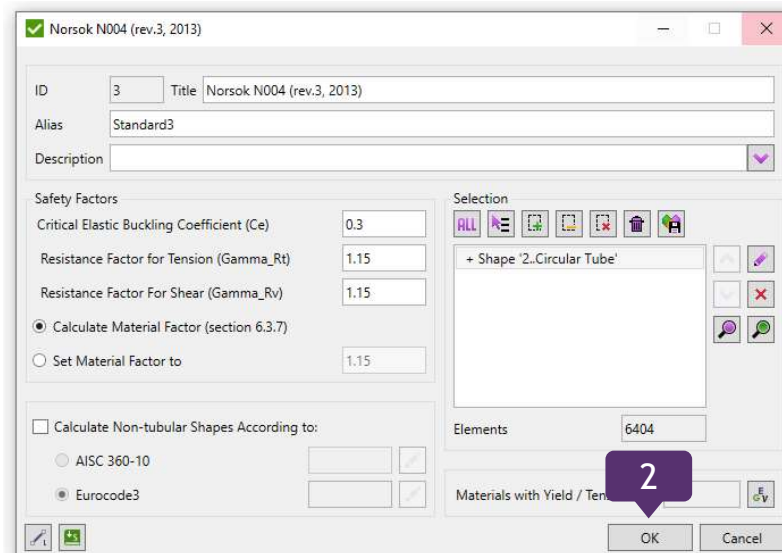 Norsok N004 (rev.3, 2013)
ID 3 Title Norsok N004 (rev.3, 2013)
Alias Standard3
Description
Safety Factors
Critical Elastic Buckling Coefficient (Ce) 0.3
Resistance Factor for Tension (Gamma_Rt) 1.15
Resistance Factor For Shear (Gamma_Rv) 1.15
Calculate Material Factor (section 6.3.7)
Set Material Factor to 1.15
Calculate Non-tubular Shapes According to:
AISC 360-10
Eurocode3
Selection
ALL
+ Shape '2..Circular Tube'
Elements 6404
Materials with Yield /
2
OK Cancel